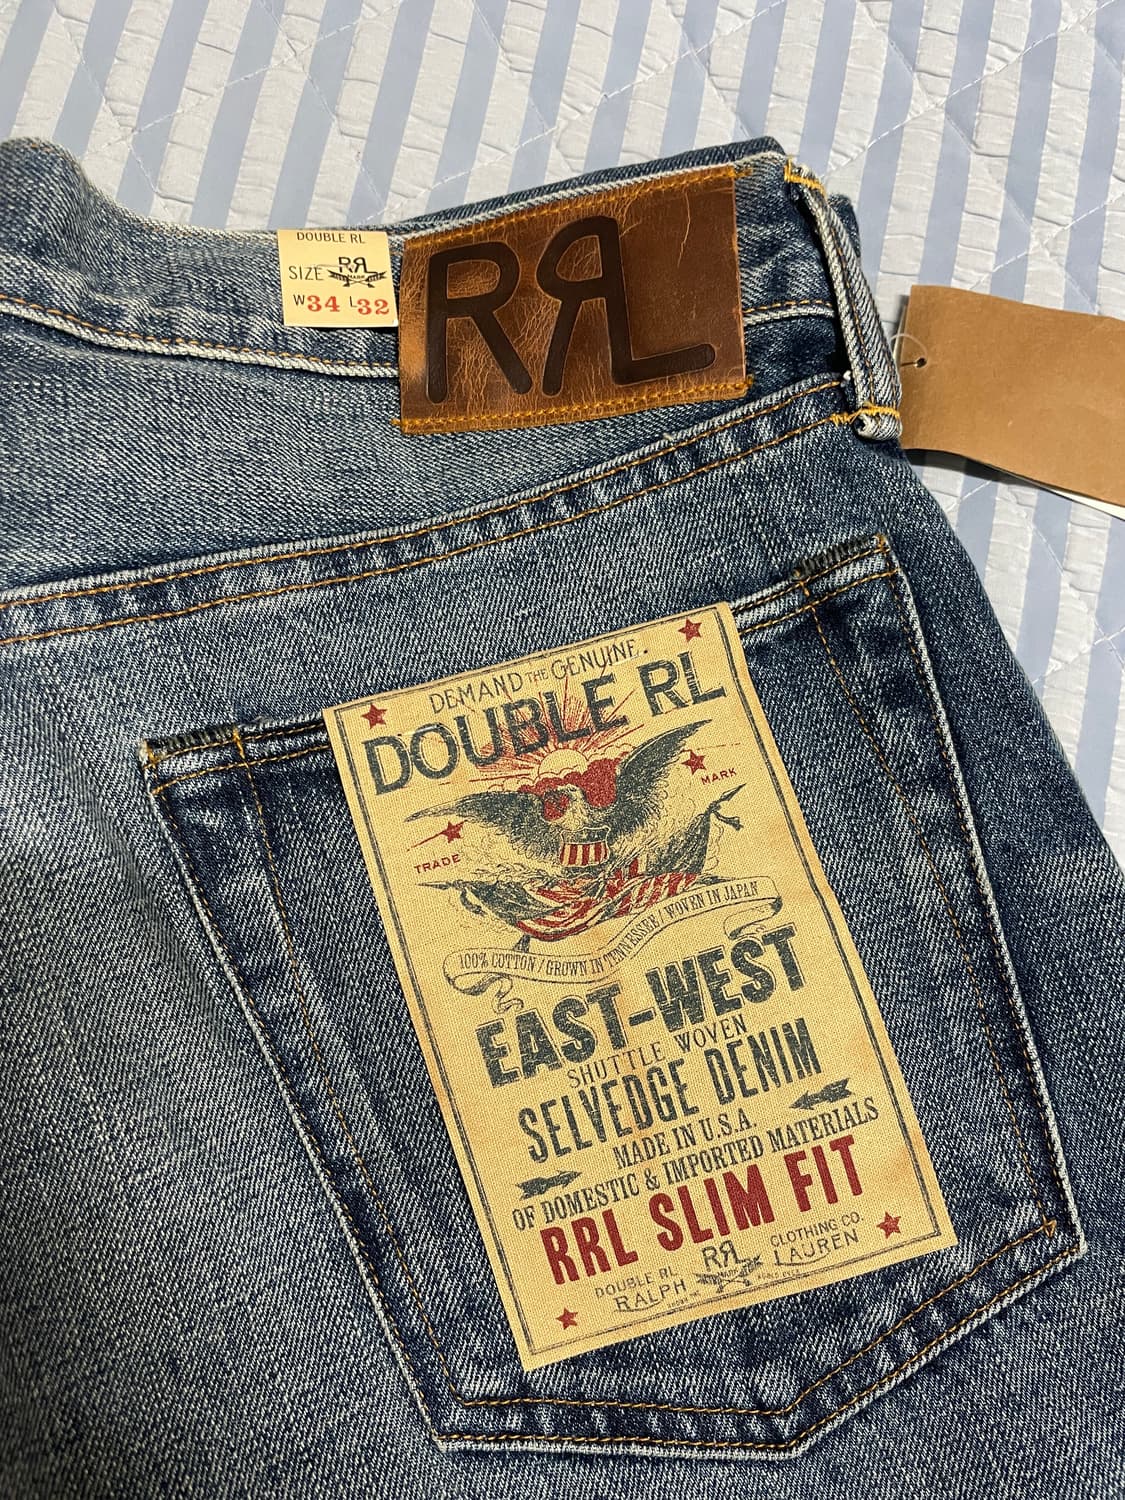 DOUBLE RL
SIZE RRL
W34 L32
RRL
DEMAND THE GENUINE.
DOUBLE RL
TRADE MARK
100% COTTON / GROWN IN TENNESSEE / WOVEN IN JAPAN
EAST-WEST
SHUTTLE WOVEN
SELVEDGE DENIM
MADE IN U.S.A.
OF DOMESTIC & IMPORTED MATERIALS
RRL SLIM FIT
DOUBLE RL RRL CLOTHING CO.
RALPH LAUREN